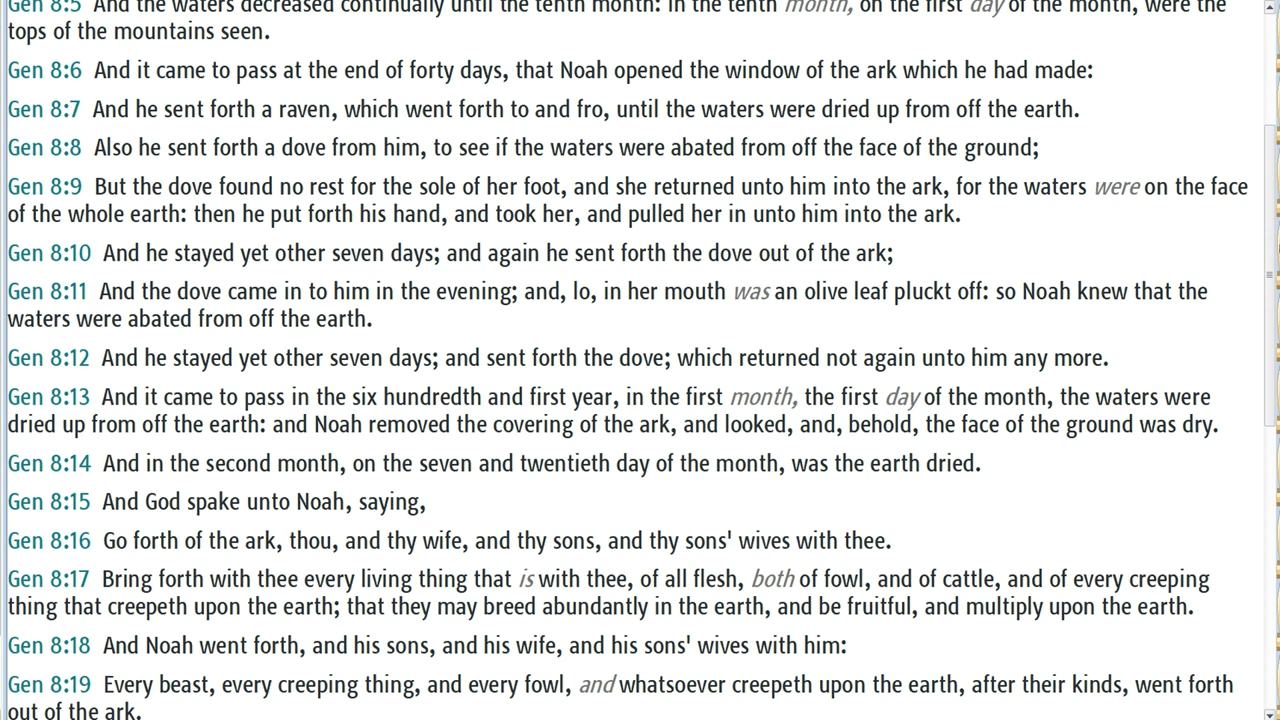 Gen 8:5 And the waters decreased continually until the tenth month: in the tenth month, on the first day of the month, were the
tops of the mountains seen.
Gen 8:6 And it came to pass at the end of forty days, that Noah opened the window of the ark which he had made:
Gen 8:7 And he sent forth a raven, which went forth to and fro, until the waters were dried up from off the earth.
Gen 8:8 Also he sent forth a dove from him, to see if the waters were abated from off the face of the ground;
Gen 8:9 But the dove found no rest for the sole of her foot, and she returned unto him into the ark, for the waters were on the face
of the whole earth: then he put forth his hand, and took her, and pulled her in unto him into the ark.
Gen 8:10 And he stayed yet other seven days; and again he sent forth the dove out of the ark;
Gen 8:11 And the dove came in to him in the evening; and, lo, in her mouth was an olive leaf pluckt off: so Noah knew that the
waters were abated from off the earth.
Gen 8:12 And he stayed yet other seven days; and sent forth the dove; which returned not again unto him any more.
Gen 8:13 And it came to pass in the six hundredth and first year, in the first month, the first day of the month, the waters were
dried up from off the earth: and Noah removed the covering of the ark, and looked, and, behold, the face of the ground was dry.
Gen 8:14 And in the second month, on the seven and twentieth day of the month, was the earth dried.
Gen 8:15 And God spake unto Noah, saying,
Gen 8:16 Go forth of the ark, thou, and thy wife, and thy sons, and thy sons' wives with thee.
Gen 8:17 Bring forth with thee every living thing that is with thee, of all flesh, both of fowl, and of cattle, and of every creeping
thing that creepeth upon the earth; that they may breed abundantly in the earth, and be fruitful, and multiply upon the earth.
Gen 8:18 And Noah went forth, and his sons, and his wife, and his sons' wives with him:
Gen 8:19 Every beast, every creeping thing, and every fowl, and whatsoever creepeth upon the earth, after their kinds, went forth
out of the ark.